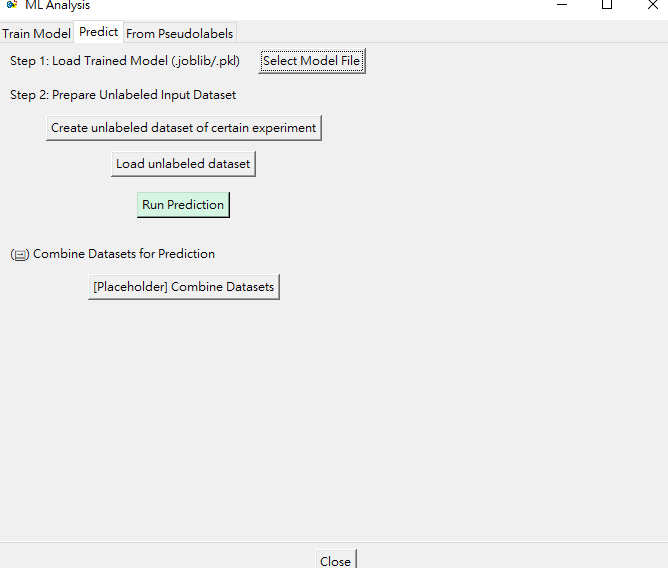 ML Analysis
Train Model Predict From Pseudolabels
Step 1: Load Trained Model (.joblib/.pkl) Select Model File
Step 2: Prepare Unlabeled Input Dataset
Create unlabeled dataset of certain experiment
Load unlabeled dataset
Run Prediction
() Combine Datasets for Prediction
[Placeholder] Combine Datasets
Close